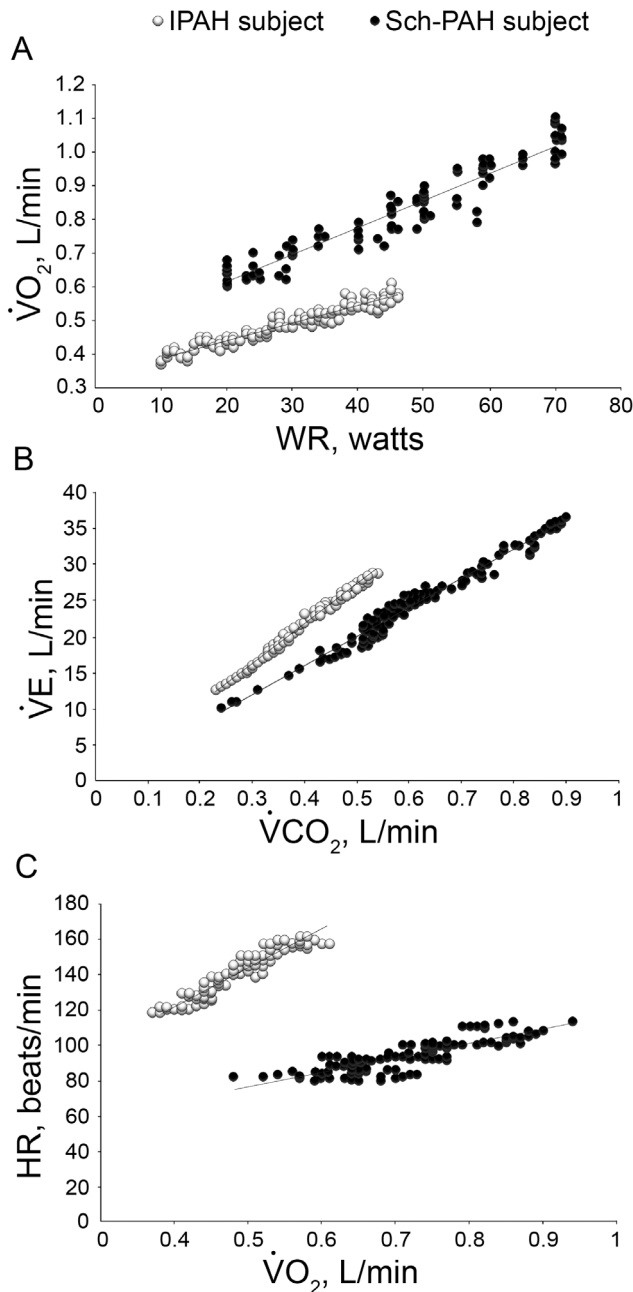 IPAH subject Sch-PAH subject
A
1.2
1.1
1.0
0.9
0.8
0.7
0.6
0.5
0.4
0.3
V̇O₂, L/min
0 10 20 30 40 50 60 70 80
WR, watts
B
40
35
30
25
20
15
10
5
0
V̇E, L/min
0 0.1 0.2 0.3 0.4 0.5 0.6 0.7 0.8 0.9 1
V̇CO₂, L/min
C
180
160
140
120
100
80
60
40
20
0
HR, beats/min
0.4 0.5 0.6 0.7 0.8 0.9 1
V̇O₂, L/min